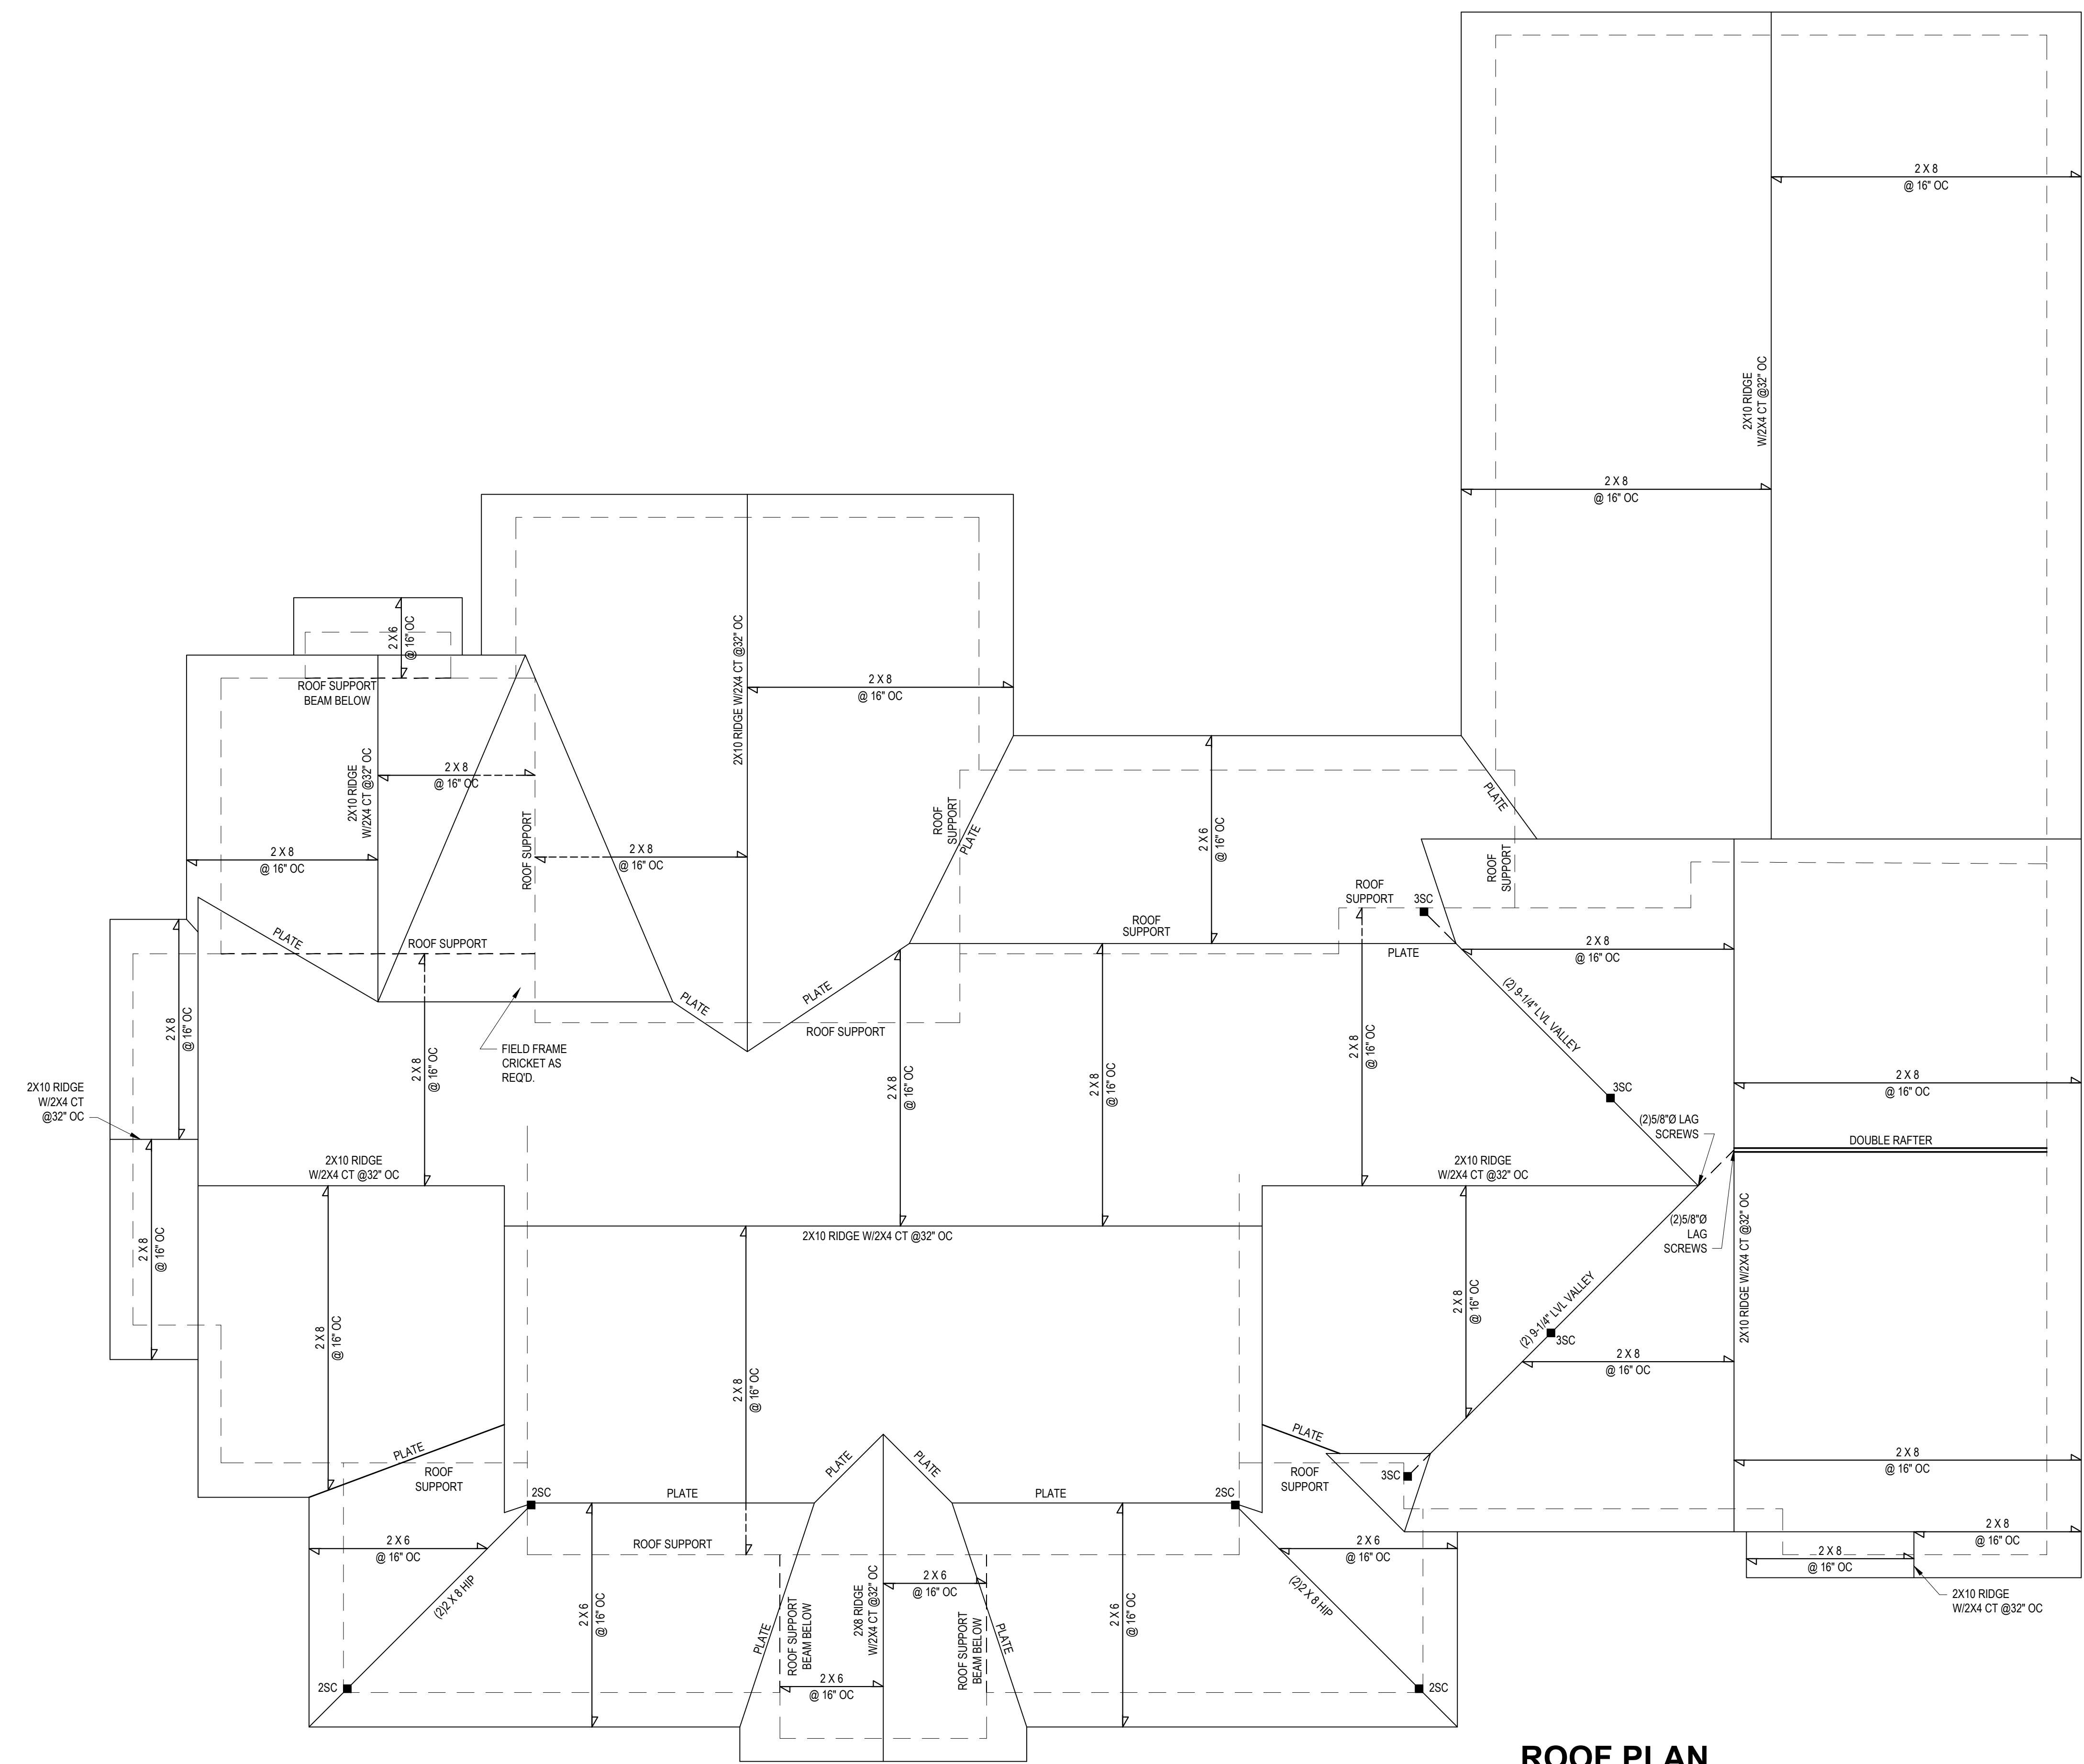 2 X 8
@ 16" OC
2X10 RIDGE
W/2X4 CT @32" OC
2 X 8
@ 16" OC
2 X 6
@ 16" OC
ROOF SUPPORT
BEAM BELOW
2X10 RIDGE W/2X4 CT @32" OC
2 X 8
@ 16" OC
2X10 RIDGE
W/2X4 CT @32" OC
2 X 8
@ 16" OC
ROOF SUPPORT
2 X 8
@ 16" OC
2 X 8
@ 16" OC
ROOF
SUPPORT
PLATE
2 X 6
@ 16" OC
PLATE
ROOF
SUPPORT
ROOF
SUPPORT
3SC
PLATE
ROOF SUPPORT
ROOF
SUPPORT
PLATE
2 X 8
@ 16" OC
(2) 9-1/4" LVL VALLEY
PLATE
PLATE
ROOF SUPPORT
2 X 8
@ 16" OC
FIELD FRAME
CRICKET AS
REQ'D.
2 X 8
@ 16" OC
2 X 8
@ 16" OC
2 X 8
@ 16" OC
2 X 8
@ 16" OC
3SC
2 X 8
@ 16" OC
2X10 RIDGE
W/2X4 CT
@32" OC
(2)5/8"Ø LAG
SCREWS
DOUBLE RAFTER
2X10 RIDGE
W/2X4 CT @32" OC
2X10 RIDGE
W/2X4 CT @32" OC
2X10 RIDGE W/2X4 CT @32" OC
(2)5/8"Ø
LAG
SCREWS
2X10 RIDGE W/2X4 CT @32" OC
2 X 8
@ 16" OC
2 X 8
@ 16" OC
2 X 8
@ 16" OC
2 X 8
@ 16" OC
(2) 9-1/4" LVL VALLEY
3SC
2 X 8
@ 16" OC
PLATE
ROOF
SUPPORT
PLATE
PLATE
PLATE
ROOF
SUPPORT
3SC
2 X 8
@ 16" OC
2SC
PLATE
PLATE
2SC
2 X 6
@ 16" OC
ROOF SUPPORT
2 X 6
@ 16" OC
2 X 8
@ 16" OC
2 X 8
@ 16" OC
2X10 RIDGE
W/2X4 CT @32" OC
(2)2 X 8 HIP
2 X 6
@ 16" OC
PLATE
ROOF SUPPORT
BEAM BELOW
2X8 RIDGE
W/2X4 CT @32" OC
2 X 6
@ 16" OC
ROOF SUPPORT
BEAM BELOW
PLATE
2 X 6
@ 16" OC
(2)2 X 8 HIP
2SC
2 X 6
@ 16" OC
2SC
ROOF PLAN